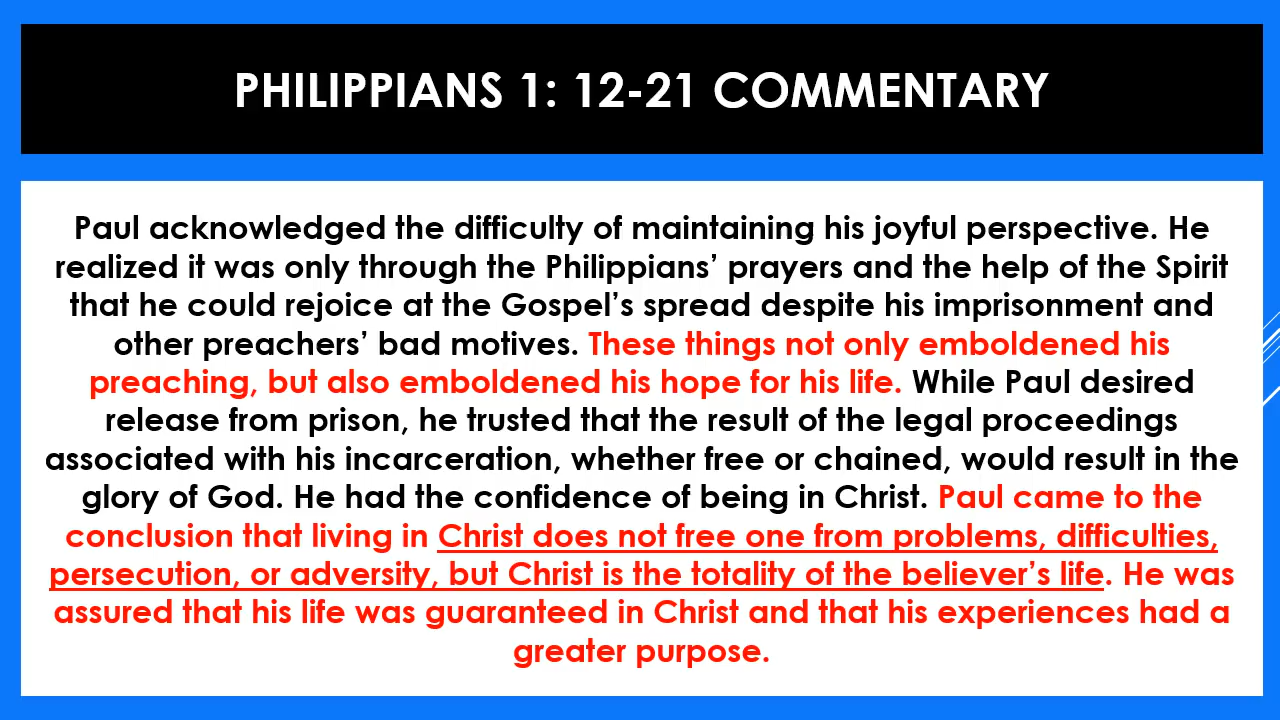 PHILIPPIANS 1: 12-21 COMMENTARY
Paul acknowledged the difficulty of maintaining his joyful perspective. He
realized it was only through the Philippians’ prayers and the help of the Spirit
that he could rejoice at the Gospel’s spread despite his imprisonment and
other preachers’ bad motives. These things not only emboldened his
preaching, but also emboldened his hope for his life. While Paul desired
release from prison, he trusted that the result of the legal proceedings
associated with his incarceration, whether free or chained, would result in the
glory of God. He had the confidence of being in Christ. Paul came to the
conclusion that living in Christ does not free one from problems, difficulties,
persecution, or adversity, but Christ is the totality of the believer’s life. He was
assured that his life was guaranteed in Christ and that his experiences had a
greater purpose.